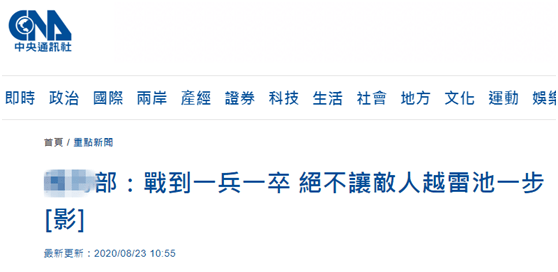 CNA
中央通訊社
即時 政治 國際 兩岸 產經 證券 科技 生活 社會 地方 文化 運動 娛樂
首頁 / 重點新聞
部：戰到一兵一卒 絕不讓敵人越雷池一步
[影]
最新更新：2020/08/23 10:55